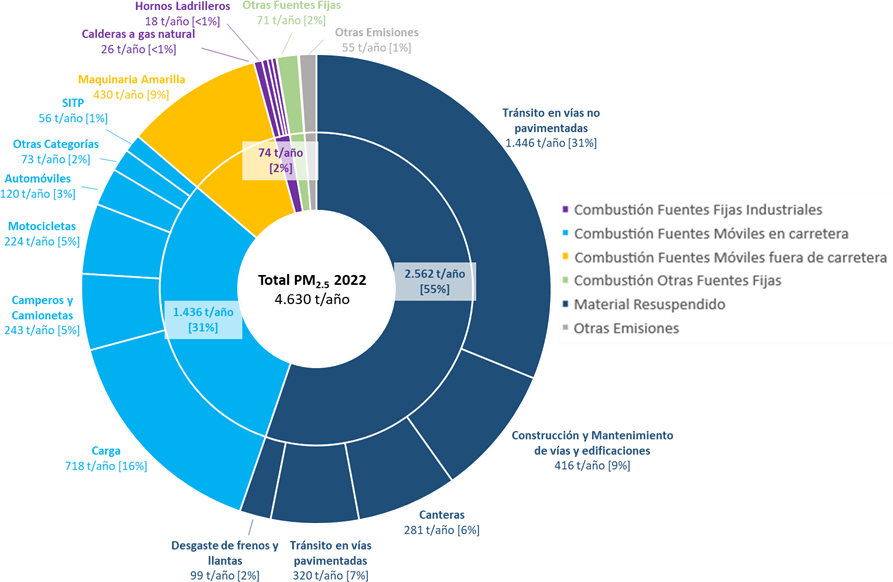 Hornos Ladrilleros
18 t/año [<1%]
Otras Fuentes Fijas
71 t/año [2%]
Calderas a gas natural
26 t/año [<1%]
Otras Emisiones
55 t/año [1%]
Maquinaria Amarilla
430 t/año [9%]
SITP
56 t/año [1%]
Otras Categorías
73 t/año [2%]
Automóviles
120 t/año [3%]
Motocicletas
224 t/año [5%]
Camperos y
Camionetas
243 t/año [5%]
Carga
718 t/año [16%]
Desgaste de frenos y
llantas
99 t/año [2%]
Tránsito en vías
pavimentadas
320 t/año [7%]
Canteras
281 t/año [6%]
Construcción y Mantenimiento
de vías y edificaciones
416 t/año [9%]
Tránsito en vías no
pavimentadas
1.446 t/año [31%]
74 t/año
[2%]
1.436 t/año
[31%]
2.562 t/año
[55%]
Total PM2.5 2022
4.630 t/año
Combustión Fuentes Fijas Industriales
Combustión Fuentes Móviles en carretera
Combustión Fuentes Móviles fuera de carretera
Combustión Otras Fuentes Fijas
Material Resuspendido
Otras Emisiones